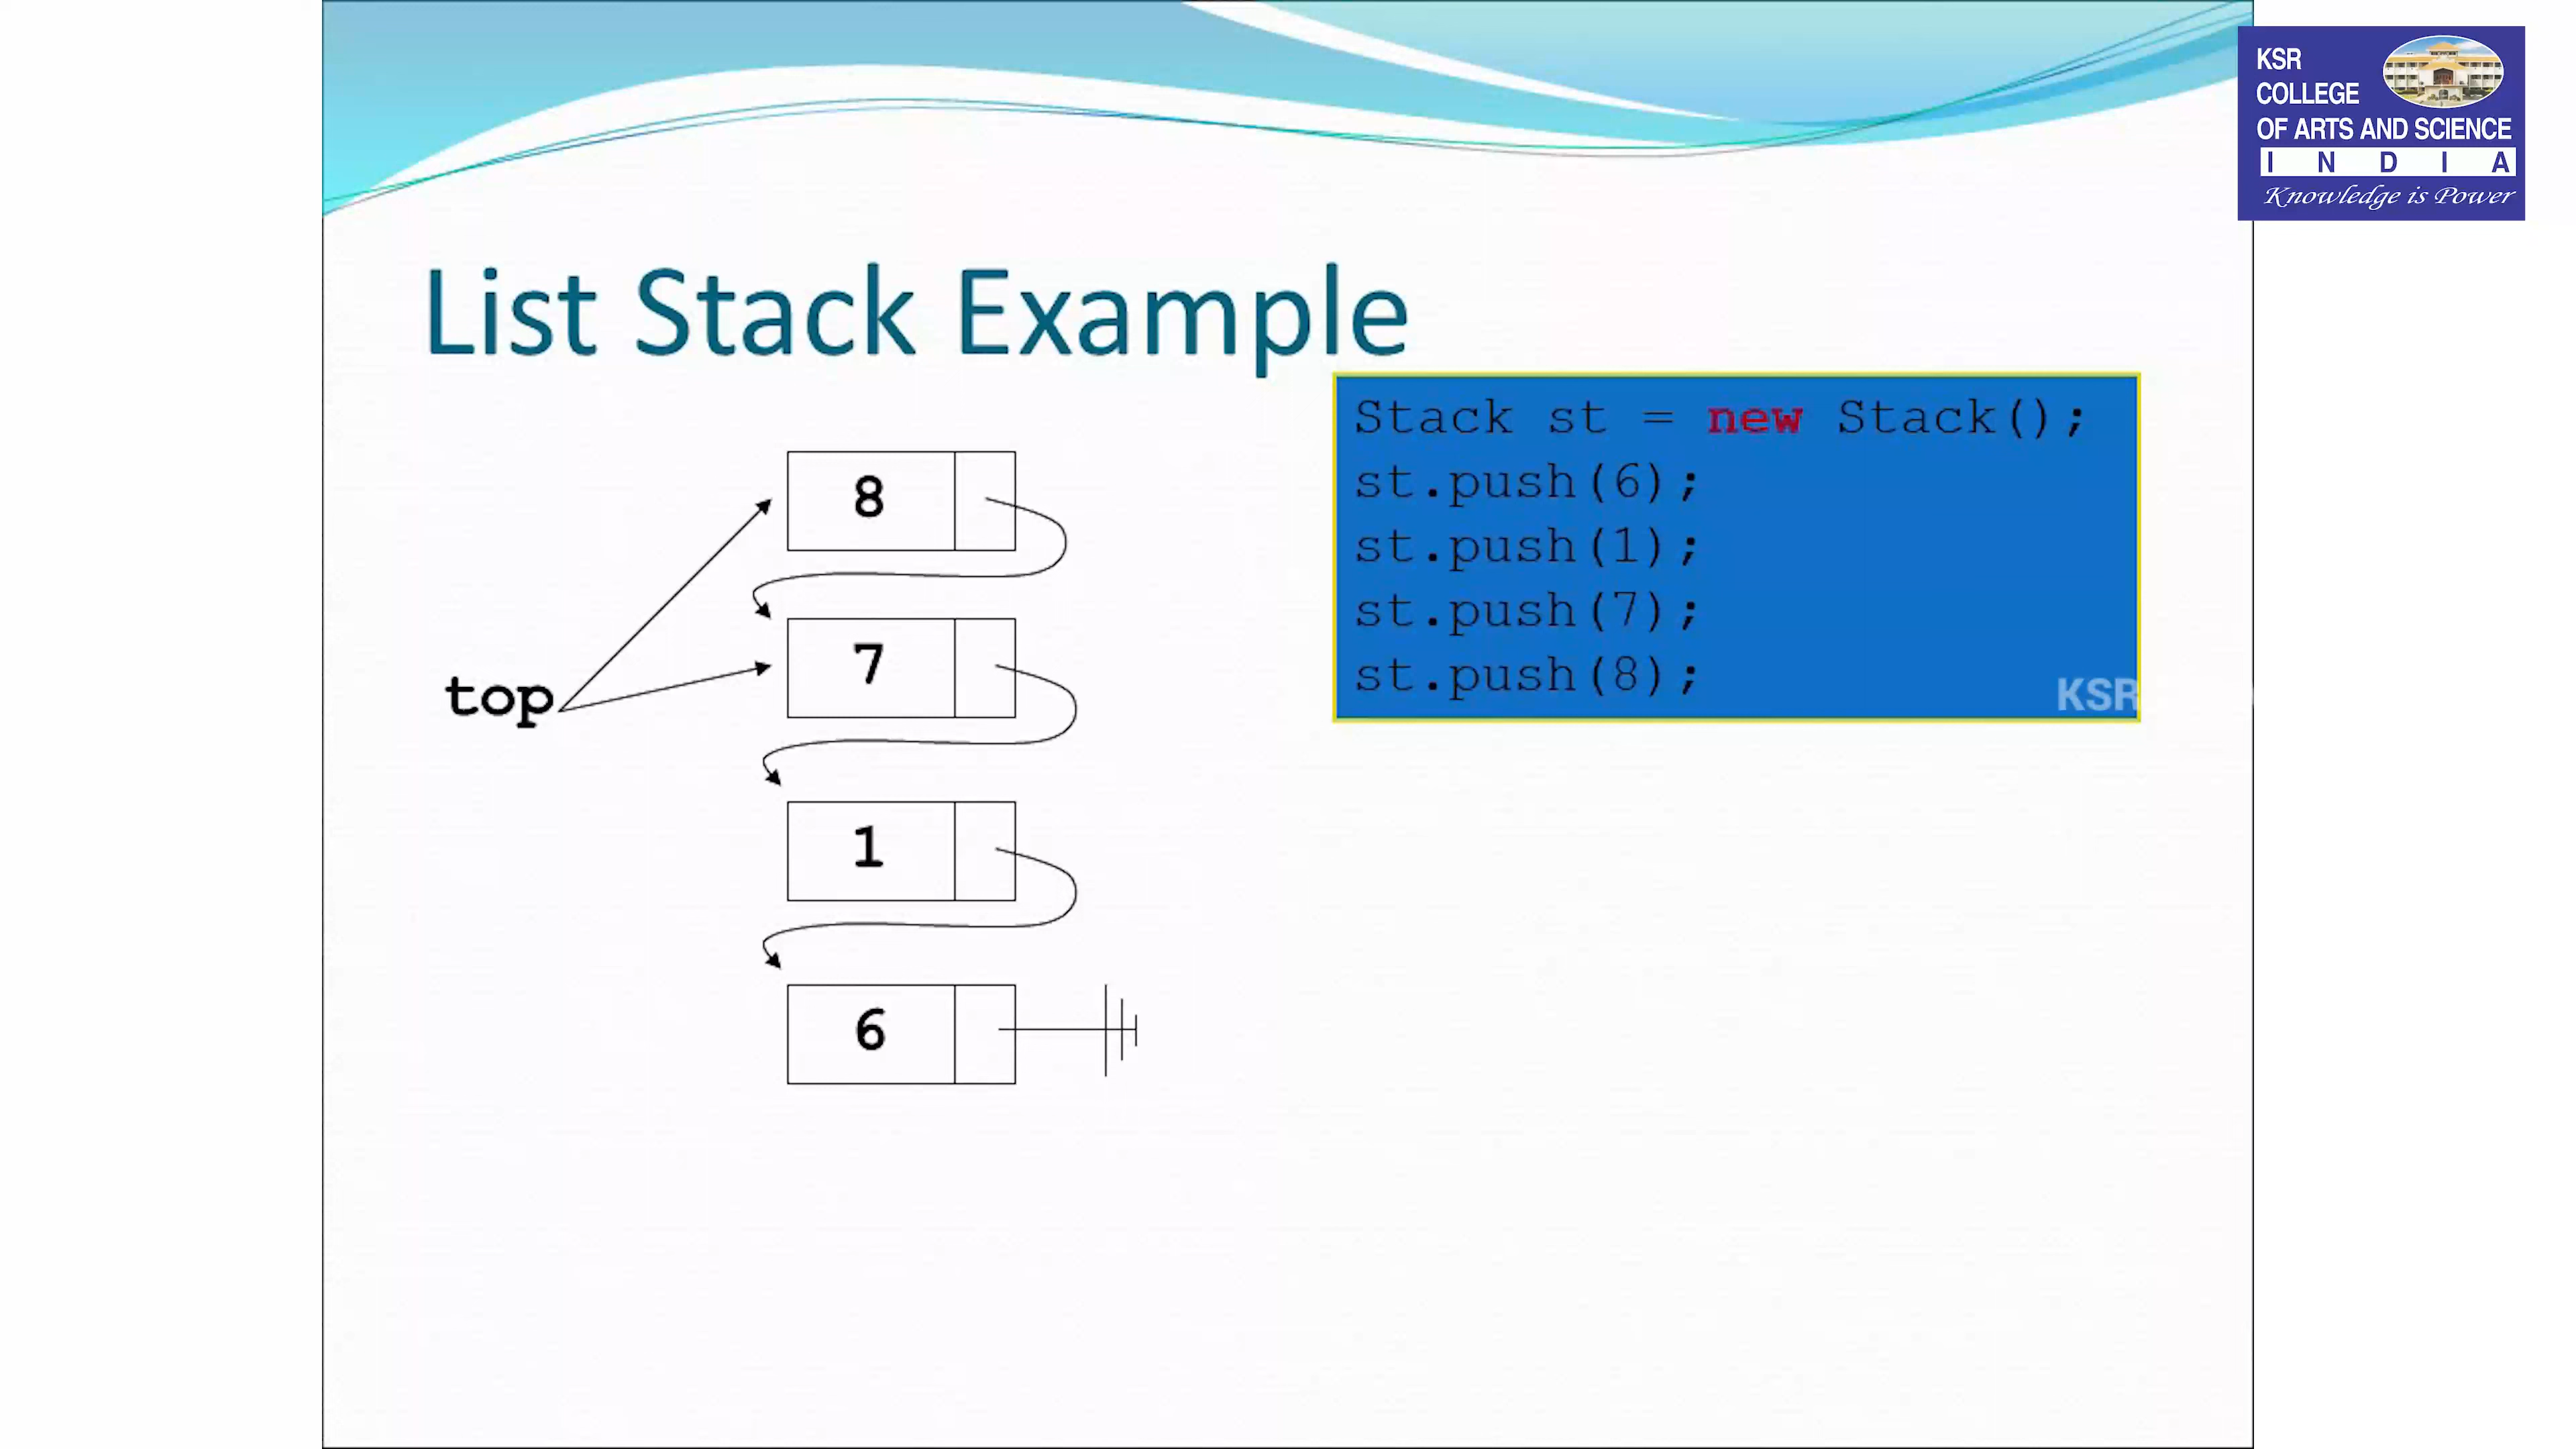 KSR
COLLEGE
OF ARTS AND SCIENCE
I N D I A
Knowledge is Power
List Stack Example
Stack st = new Stack();
st.push(6);
st.push(1);
st.push(7);
st.push(8);
KSR
8
7
top
1
6